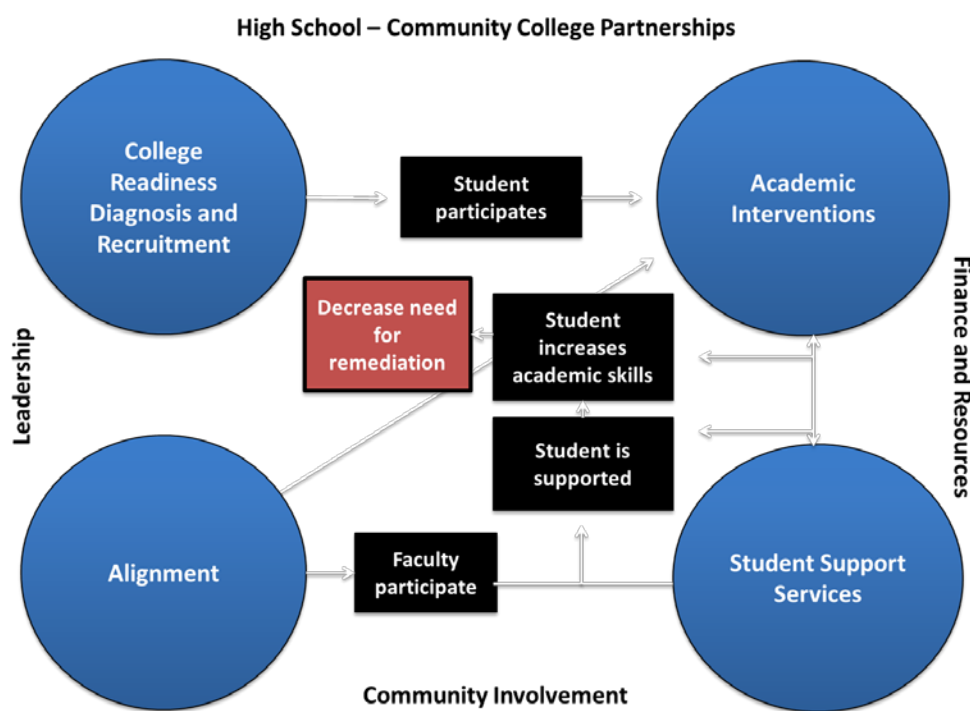 High School – Community College Partnerships
College
Readiness
Diagnosis and
Recruitment
Student
participates
Academic
Interventions
Decrease need
for
remediation
Student
increases
academic skills
Student is
supported
Leadership
Finance and Resources
Alignment
Faculty
participate
Student Support
Services
Community Involvement